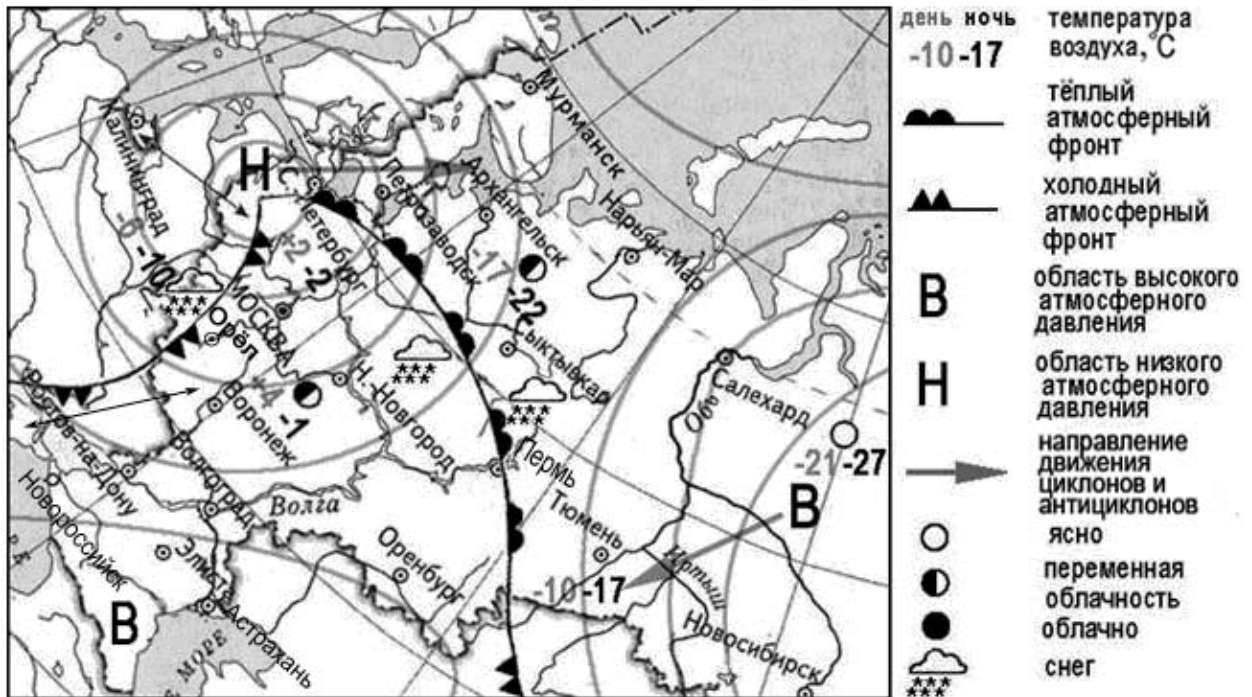 Мурманск
Калининград
-6 -10
Н
С.-Петербург
Петрозаводск
Архангельск
Нарьян-Мар
+2 -2
-17 -22
МОСКВА
Орёл
Сыктывкар
Салехард
Обь
+4 -1
Н.-Новгород
Воронеж
Ростов-на-Дону
Волгоград
Пермь
-21 -27
В
Новороссийск
Волга
Тюмень
Иртыш
Элиста
Оренбург
-10 -17
Новосибирск
В
Астрахань
МОРЕ
день ночь температура
-10 -17 воздуха, °С
тёплый
атмосферный
фронт
холодный
атмосферный
фронт
В
область высокого
атмосферного
давления
Н
область низкого
атмосферного
давления
направление
движения
циклонов и
антициклонов
ясно
переменная
облачность
облачно
снег